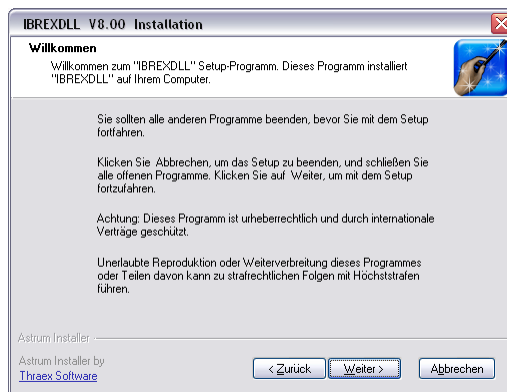 IBREXDLL V8.00 Installation
Willkommen
Willkommen zum "IBREXDLL" Setup-Programm. Dieses Programm installiert
"IBREXDLL" auf Ihrem Computer.
Sie sollten alle anderen Programme beenden, bevor Sie mit dem Setup
fortfahren.
Klicken Sie Abbrechen, um das Setup zu beenden, und schließen Sie
alle offenen Programme. Klicken Sie auf Weiter, um mit dem Setup
fortzufahren.
Achtung: Dieses Programm ist urheberrechtlich und durch internationale
Verträge geschützt.
Unerlaubte Reproduktion oder Weiterverbreitung dieses Programmes
oder Teilen davon kann zu strafrechtlichen Folgen mit Höchststrafen
führen.
Astrum Installer
Astrum Installer by
Thraex Software
< Zurück
Weiter >
Abbrechen